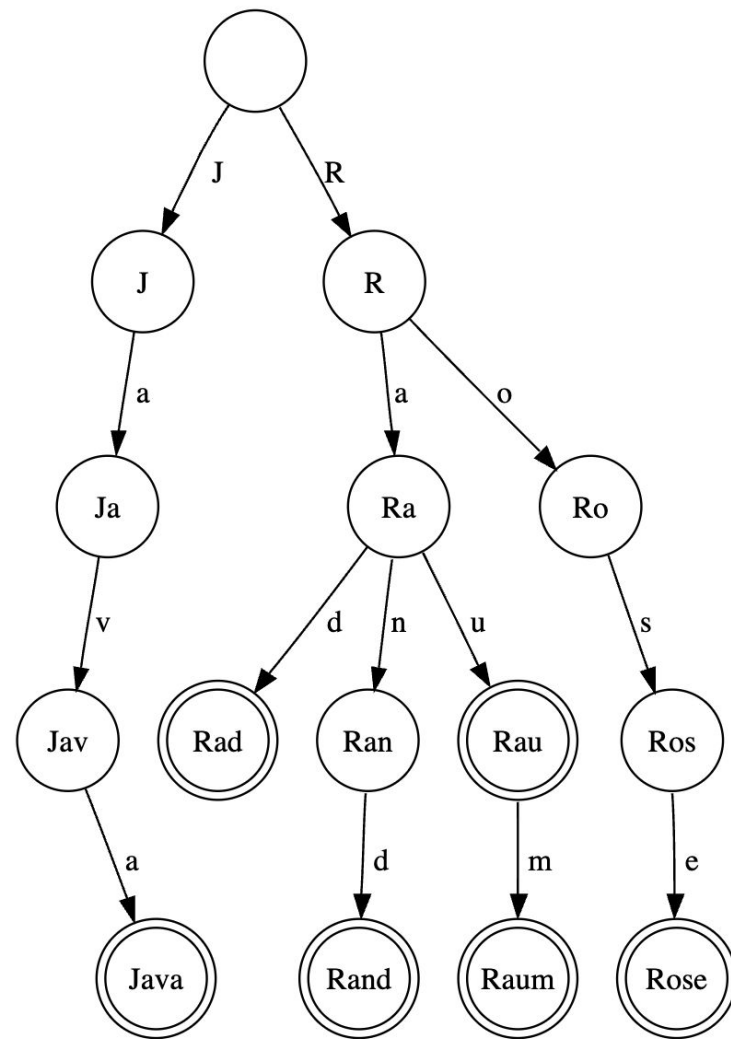 J R
J R
a a o
Ja Ra Ro
v d n u s
Jav Rad Ran Rau Ros
a d m e
Java Rand Raum Rose